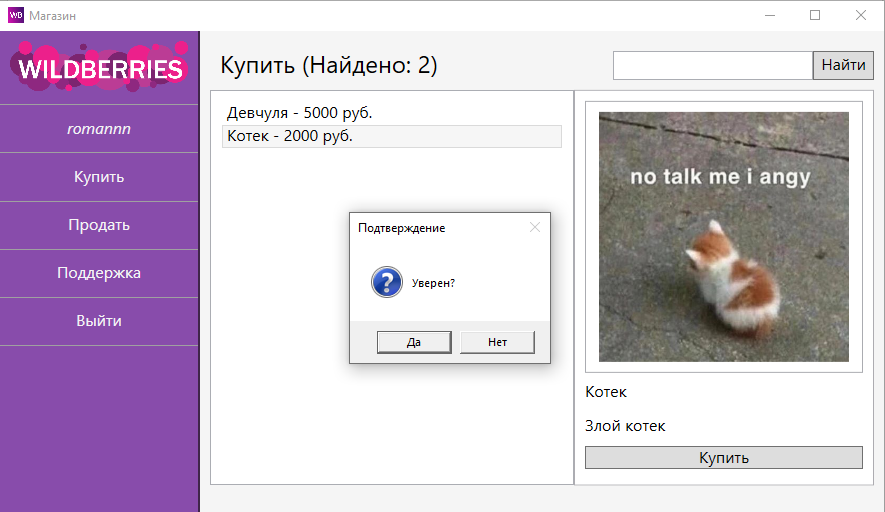 WB Магазин
WILDBERRIES
romannn
Купить
Продать
Поддержка
Выйти
Купить (Найдено: 2)
Найти
Девчуля - 5000 руб.
Котек - 2000 руб.
Подтверждение
?
Уверен?
Да
Нет
no talk me i angy
Котек
Злой котек
Купить